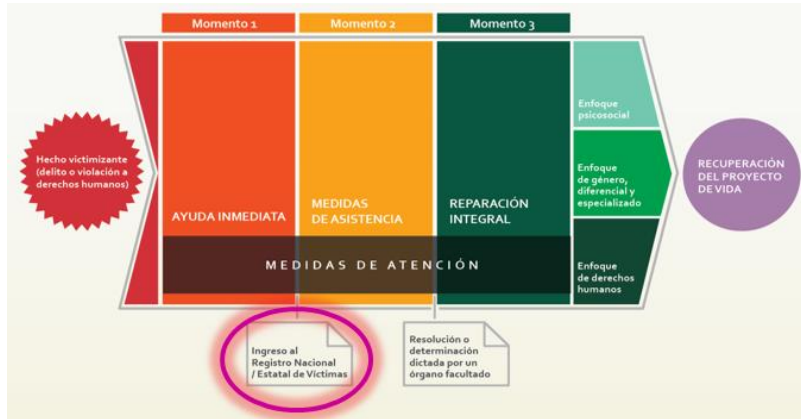 Momento 1
Momento 2
Momento 3
Hecho victimizante
(delito o violación a
derechos humanos)
AYUDA INMEDIATA
MEDIDAS
DE ASISTENCIA
REPARACIÓN
INTEGRAL
MEDIDAS DE ATENCIÓN
Enfoque
psicosocial
Enfoque
de género,
diferencial y
especializado
Enfoque
de derechos
humanos
RECUPERACIÓN
DEL PROYECTO
DE VIDA
Ingreso al
Registro Nacional
/ Estatal de Víctimas
Resolución o
determinación
dictada por un
órgano facultado